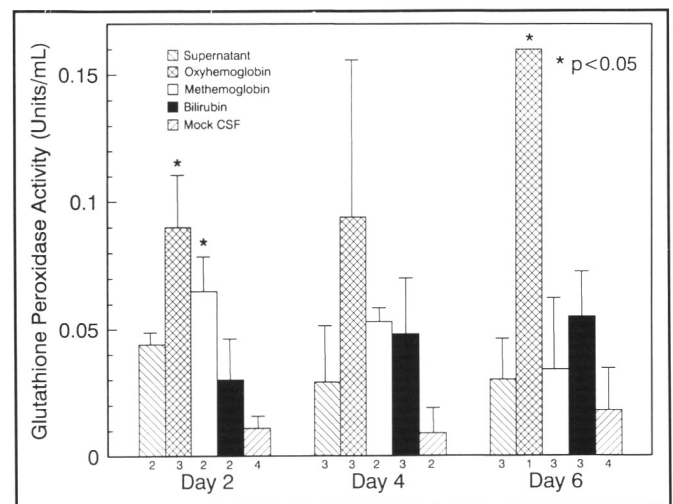 Glutathione Peroxidase Activity (Units/mL)
0.15
0.1
0.05
0
Supernatant
Oxyhemoglobin
Methemoglobin
Bilirubin
Mock CSF
* p<0.05
*
*
*
2 3 2 2 4
3 3 2 3 2
3 1 3 3 4
Day 2
Day 4
Day 6